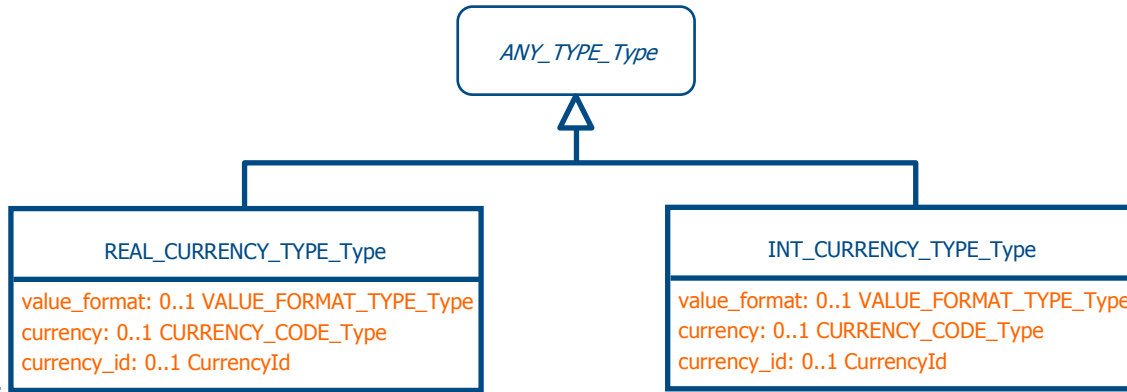 ANY_TYPE_Type
REAL_CURRENCY_TYPE_Type
value_format: 0..1 VALUE_FORMAT_TYPE_Type
currency: 0..1 CURRENCY_CODE_Type
currency_id: 0..1 CurrencyId
INT_CURRENCY_TYPE_Type
value_format: 0..1 VALUE_FORMAT_TYPE_Type
currency: 0..1 CURRENCY_CODE_Type
currency_id: 0..1 CurrencyId